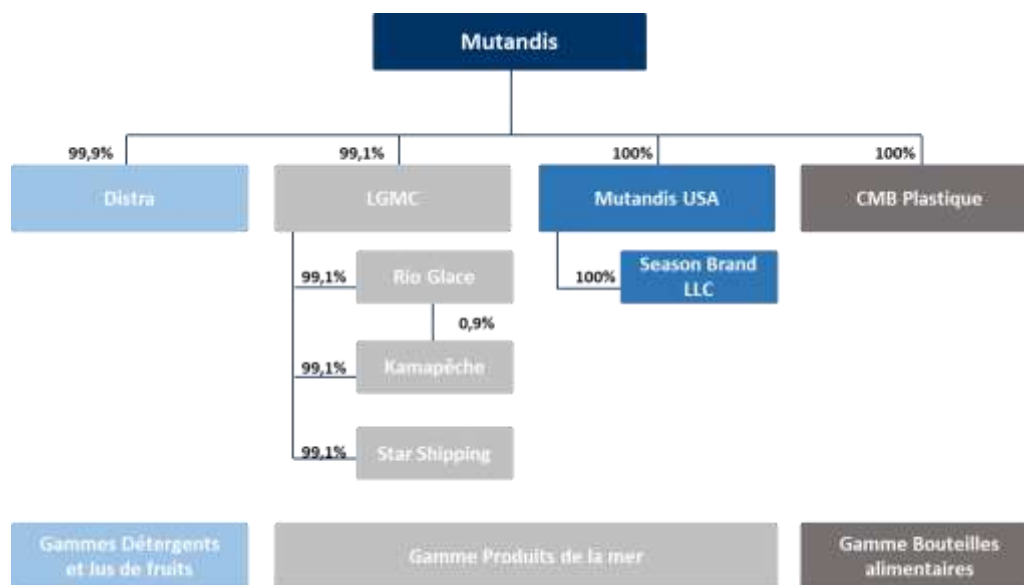 Mutandis
99,9%
99,1%
100%
100%
Distra
LGMC
Mutandis USA
CMB Plastique
99,1%
Rio Glace
100%
Season Brand
LLC
0,9%
99,1%
Kamapêche
99,1%
Star Shipping
Gammes Détergents
et Jus de fruits
Gamme Produits de la mer
Gamme Bouteilles
alimentaires